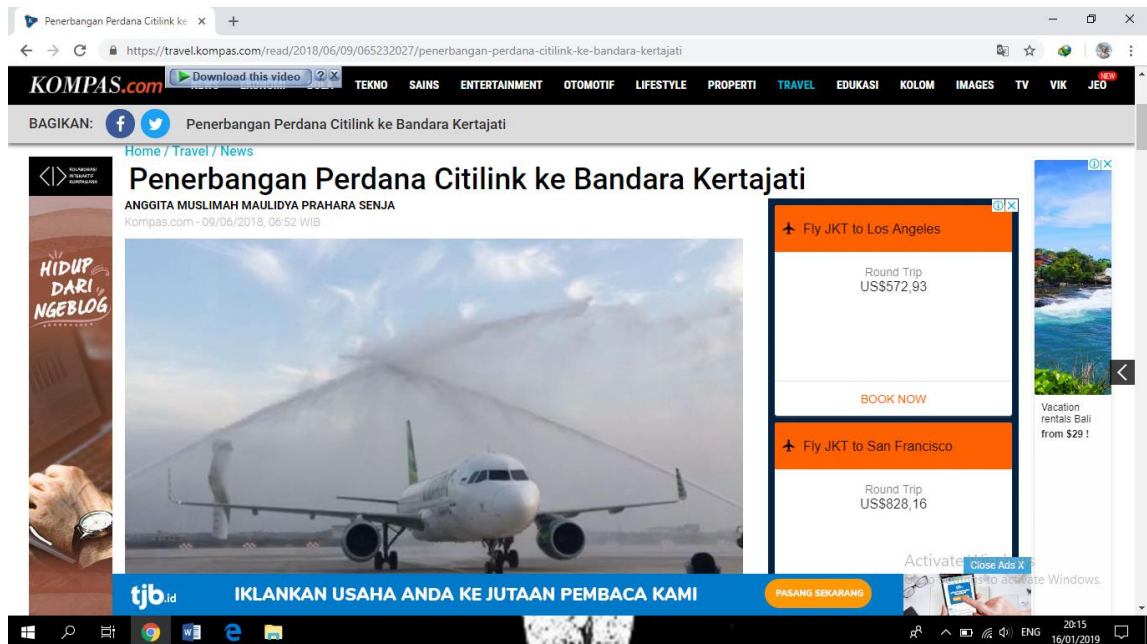 Penerbangan Perdana Citilink ke
https://travel.kompas.com/read/2018/06/09/065232027/penerbangan-perdana-citilink-ke-bandara-kertajati
KOMPAS.com
Download this video ? X
TEKNO SAINS ENTERTAINMENT OTOMOTIF LIFESTYLE PROPERTI TRAVEL EDUKASI KOLOM IMAGES TV VIK JEO NEW
BAGIKAN: Penerbangan Perdana Citilink ke Bandara Kertajati
Home / Travel / News
Penerbangan Perdana Citilink ke Bandara Kertajati
ANGGITA MUSLIMAH MAULIDYA PRAHARA SENJA
Kompas.com - 09/06/2018, 06:52 WIB
HIDUP
DARI
NGEBLOG
Fly JKT to Los Angeles
Round Trip
US$572,93
BOOK NOW
Fly JKT to San Francisco
Round Trip
US$828,16
Vacation
rentals Bali
from $29 !
Activate
Close Ads X
to activate Windows.
tjb.id
IKLANKAN USAHA ANDA KE JUTAAN PEMBACA KAMI
PASANG SEKARANG
ENG
20:15
16/01/2019